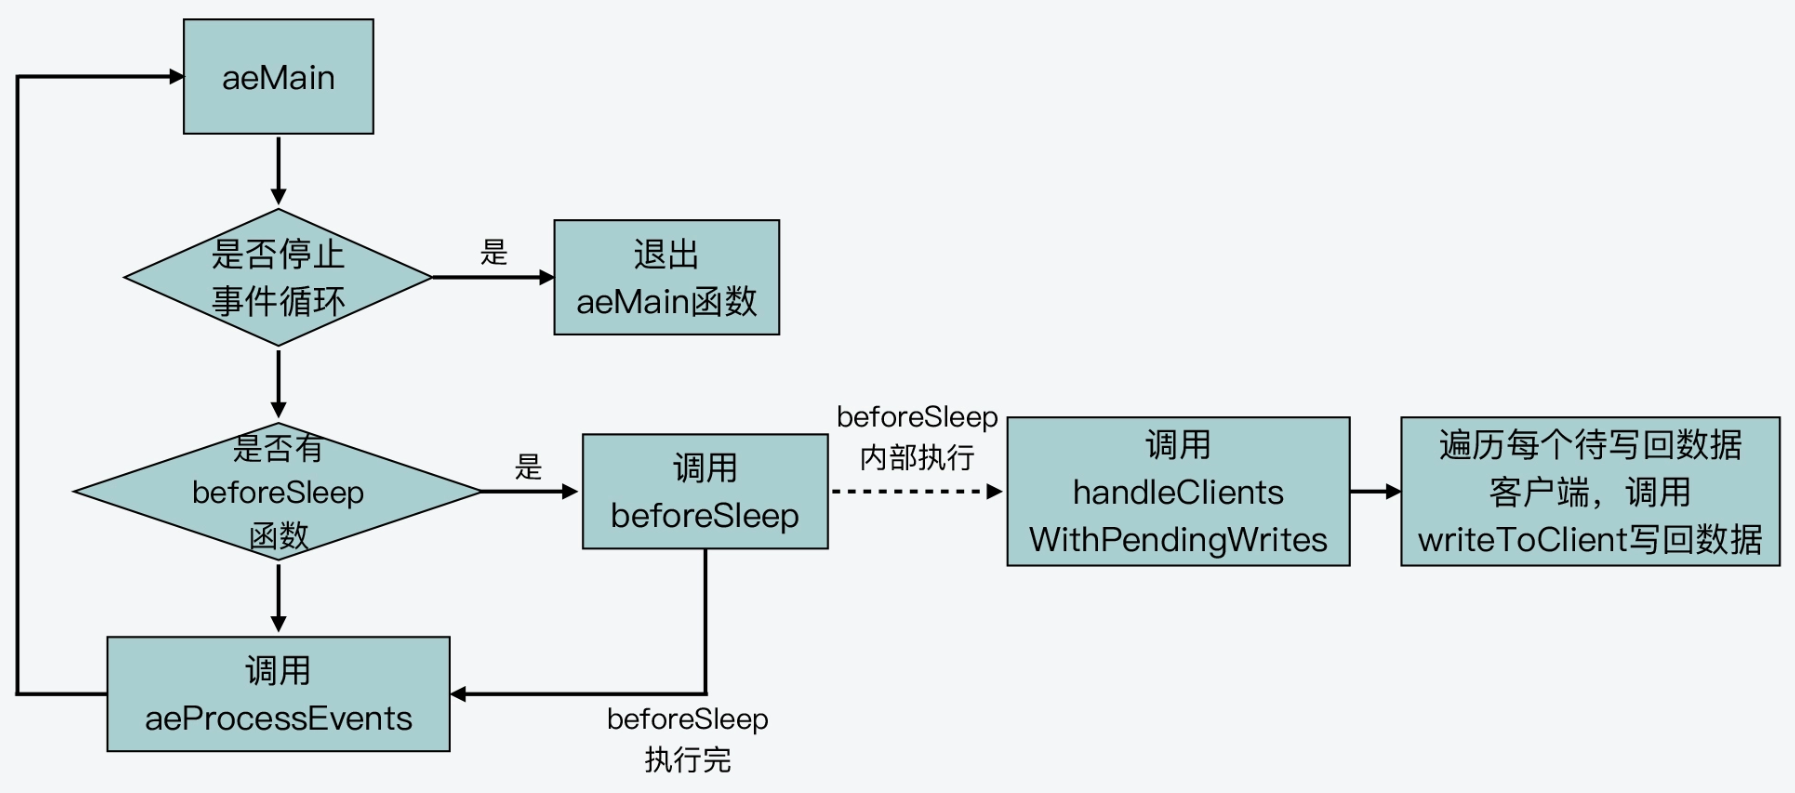 aeMain
是否停止
事件循环
是
退出
aeMain函数
是否有
beforeSleep
函数
是
调用
beforeSleep
beforeSleep
内部执行
调用
handleClients
WithPendingWrites
遍历每个待写回数据
客户端，调用
writeToClient写回数据
调用
aeProcessEvents
beforeSleep
执行完